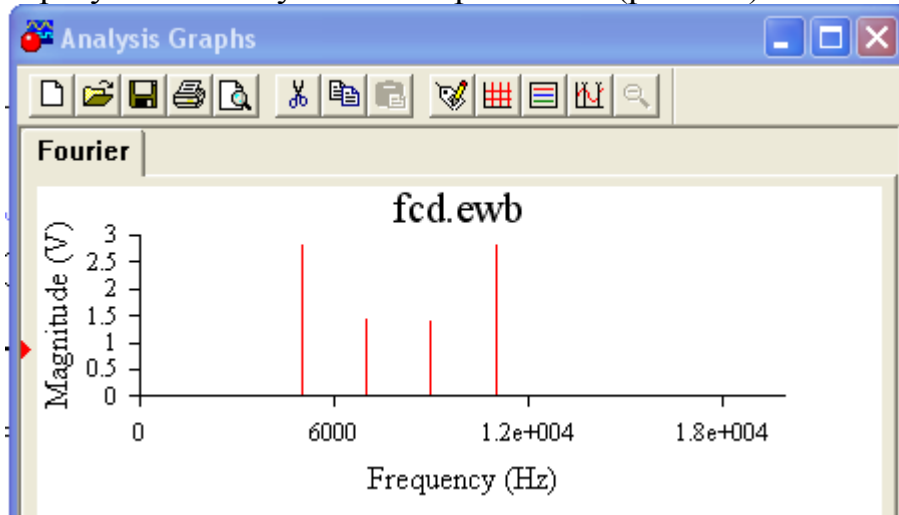 Analysis Graphs
Fourier
fcd.ewb
Magnitude (V)
3
2.5
2
1.5
1
0.5
0
0 6000 1.2e+004 1.8e+004
Frequency (Hz)